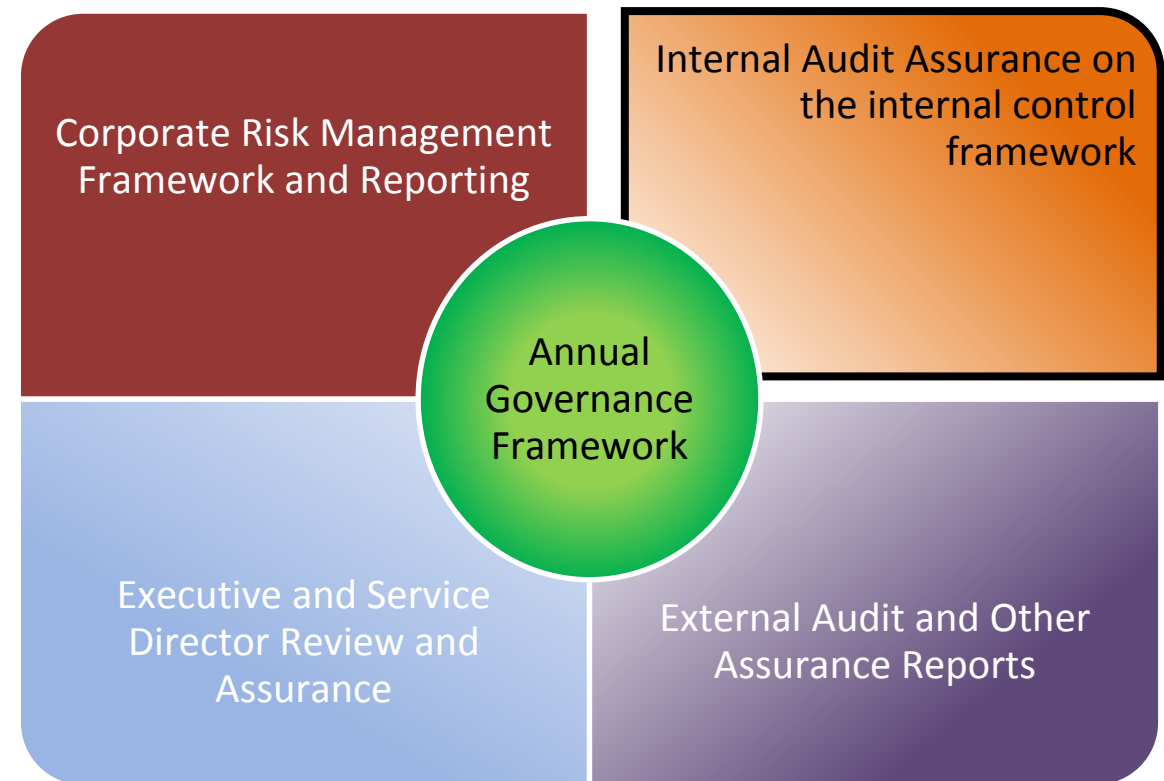 Corporate Risk Management
Framework and Reporting
Internal Audit Assurance on
the internal control
framework
Annual
Governance
Framework
Executive and Service
Director Review and
Assurance
External Audit and Other
Assurance Reports